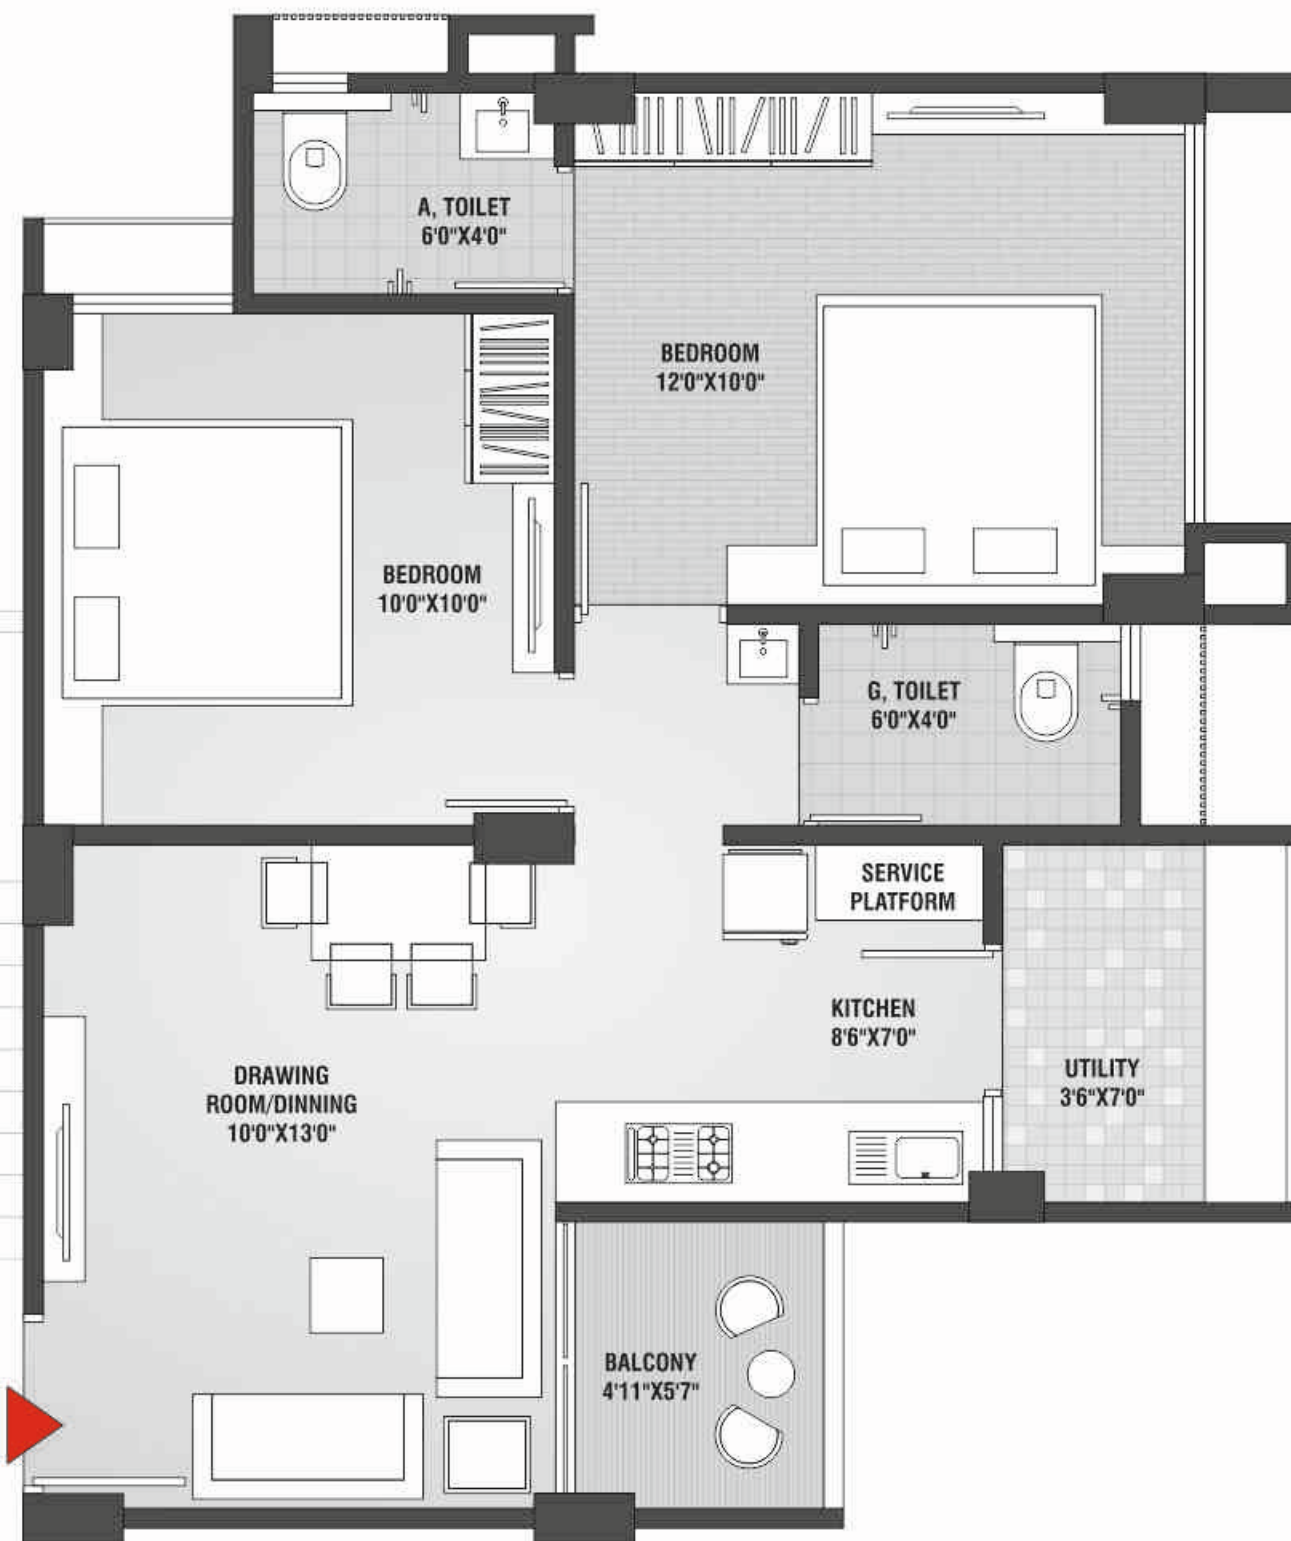 A, TOILET
6'0"X4'0"
BEDROOM
12'0"X10'0"
BEDROOM
10'0"X10'0"
G, TOILET
6'0"X4'0"
SERVICE
PLATFORM
KITCHEN
8'6"X7'0"
UTILITY
3'6"X7'0"
DRAWING
ROOM/DINNING
10'0"X13'0"
BALCONY
4'11"X5'7"